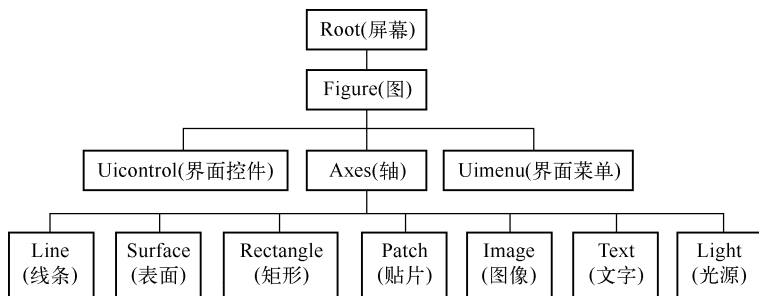 Root(屏幕)
Figure(图)
Uicontrol(界面控件)
Axes(轴)
Uimenu(界面菜单)
Line
(线条)
Surface
(表面)
Rectangle
(矩形)
Patch
(贴片)
Image
(图像)
Text
(文字)
Light
(光源)